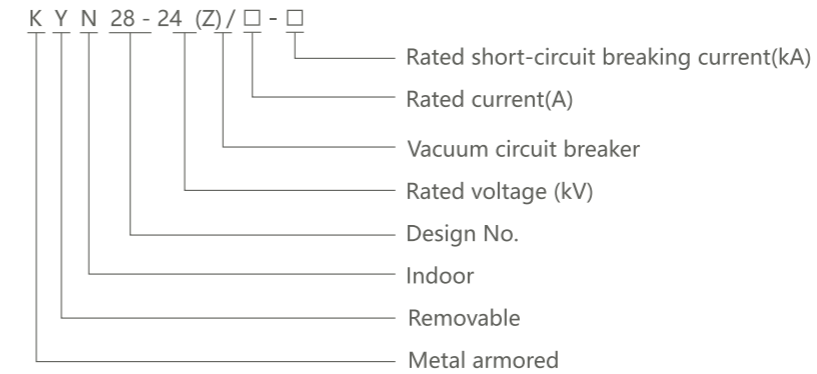 K Y N 28 - 24 (Z) / □ - □
Rated short-circuit breaking current(kA)
Rated current(A)
Vacuum circuit breaker
Rated voltage (kV)
Design No.
Indoor
Removable
Metal armored